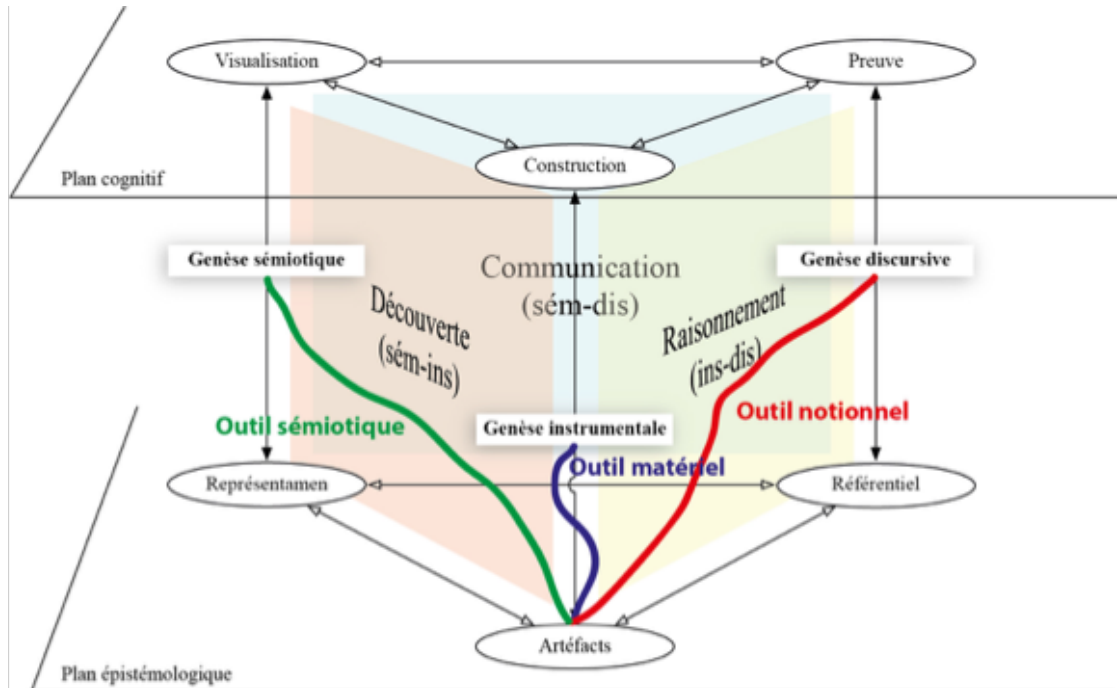 Visualisation
Preuve
Construction
Plan cognitif
Genèse sémiotique
Genèse discursive
Communication
(sém-dis)
Découverte
(sém-ins)
Raisonnement
(ins-dis)
Outil sémiotique
Outil notionnel
Genèse instrumentale
Outil matériel
Représentamen
Référentiel
Artéfacts
Plan épistémologique